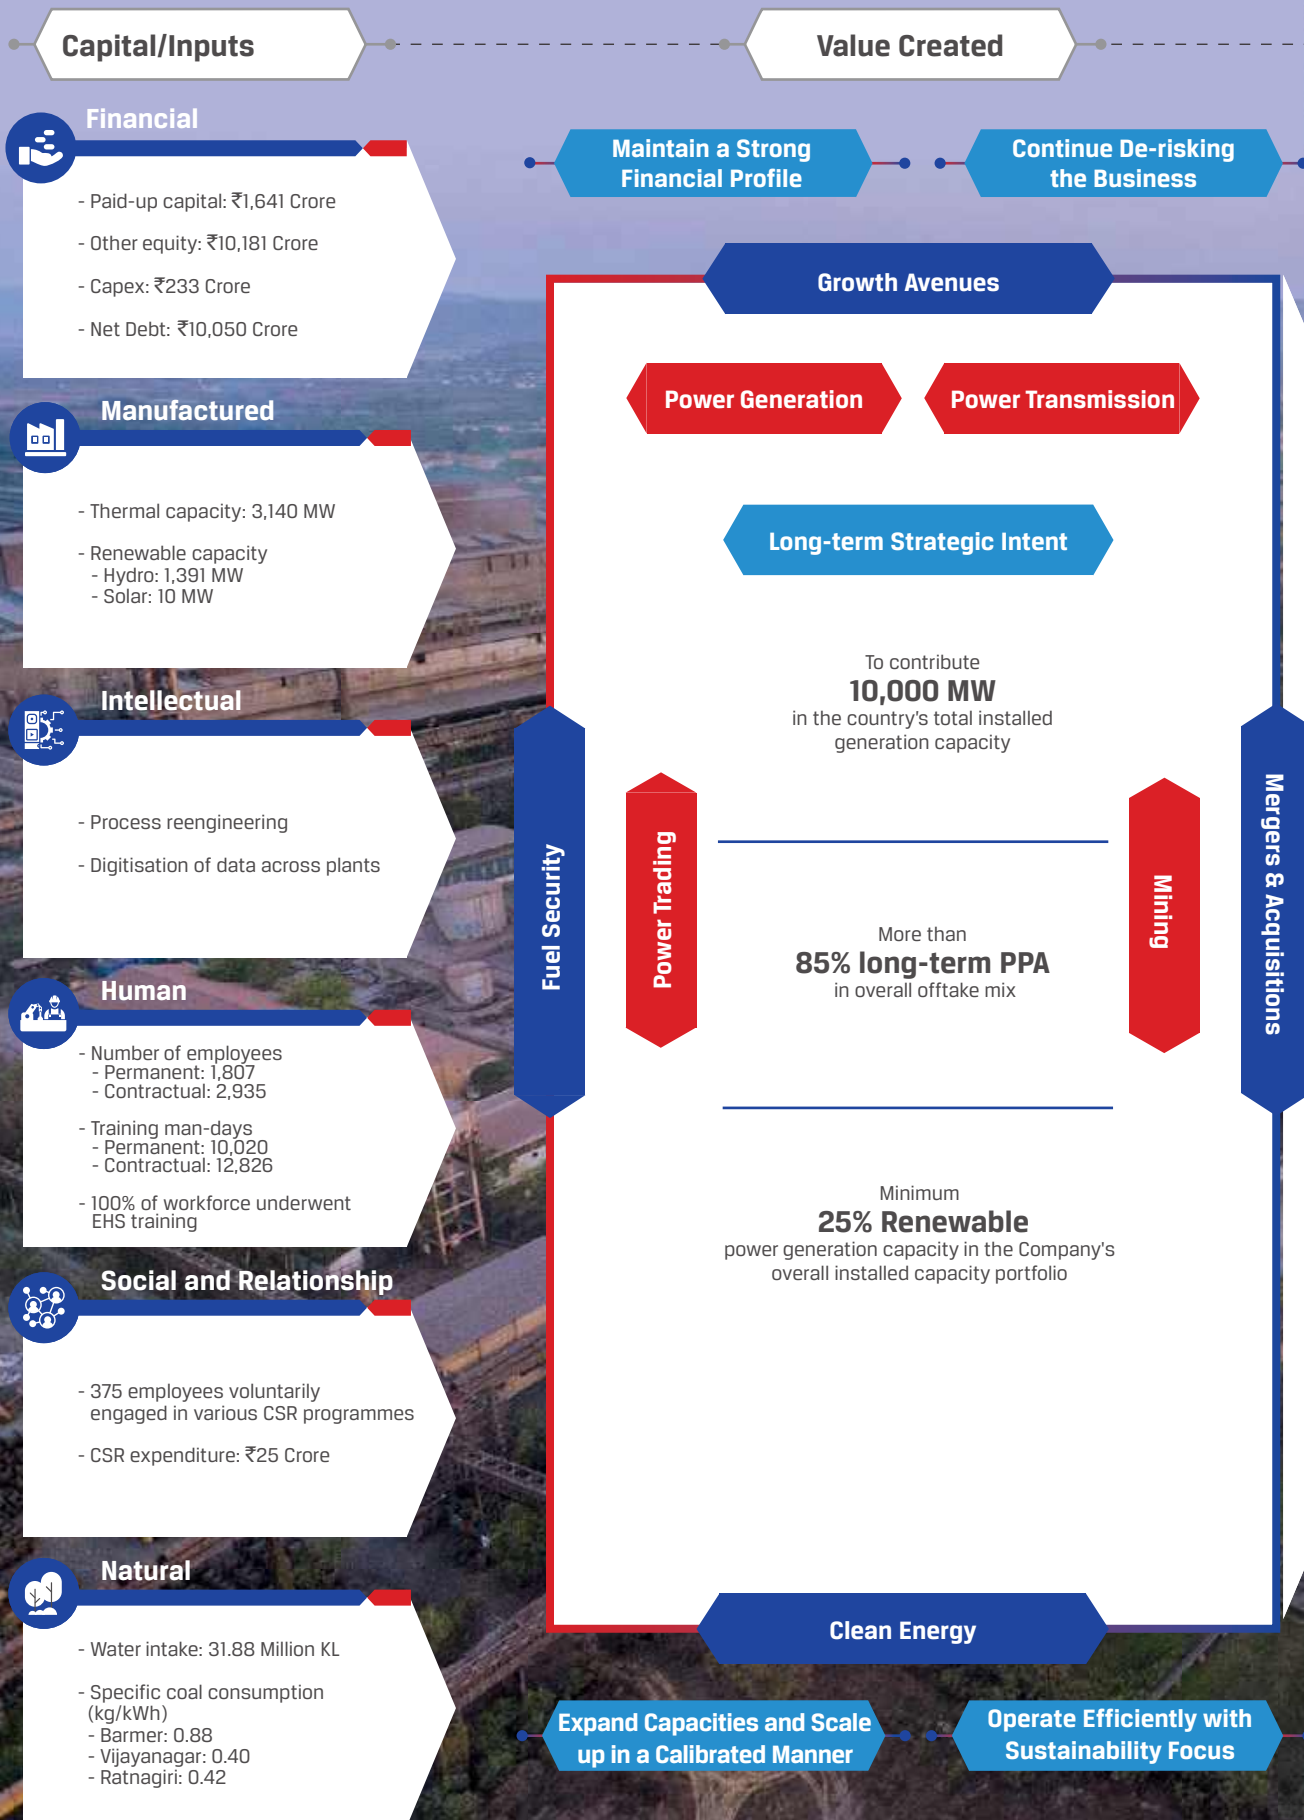 Capital/Inputs
Value Created
Financial
- Paid-up capital: ₹1,641 Crore
- Other equity: ₹10,181 Crore
- Capex: ₹233 Crore
- Net Debt: ₹10,050 Crore
Manufactured
- Thermal capacity: 3,140 MW
- Renewable capacity
- Hydro: 1,391 MW
- Solar: 10 MW
Intellectual
- Process reengineering
- Digitisation of data across plants
Human
- Number of employees
- Permanent: 1,807
- Contractual: 2,935
- Training man-days
- Permanent: 10,020
- Contractual: 12,826
- 100% of workforce underwent
EHS training
Social and Relationship
- 375 employees voluntarily
engaged in various CSR programmes
- CSR expenditure: ₹25 Crore
Natural
- Water intake: 31.88 Million KL
- Specific coal consumption
(kg/kWh)
- Barmer: 0.88
- Vijayanagar: 0.40
- Ratnagiri: 0.42
Maintain a Strong
Financial Profile
Continue De-risking
the Business
Growth Avenues
Power Generation
Power Transmission
Long-term Strategic Intent
To contribute
10,000 MW
in the country's total installed
generation capacity
Fuel Security
Power Trading
Mining
Mergers & Acquisitions
More than
85% long-term PPA
in overall offtake mix
Minimum
25% Renewable
power generation capacity in the Company's
overall installed capacity portfolio
Clean Energy
Expand Capacities and Scale
up in a Calibrated Manner
Operate Efficiently with
Sustainability Focus